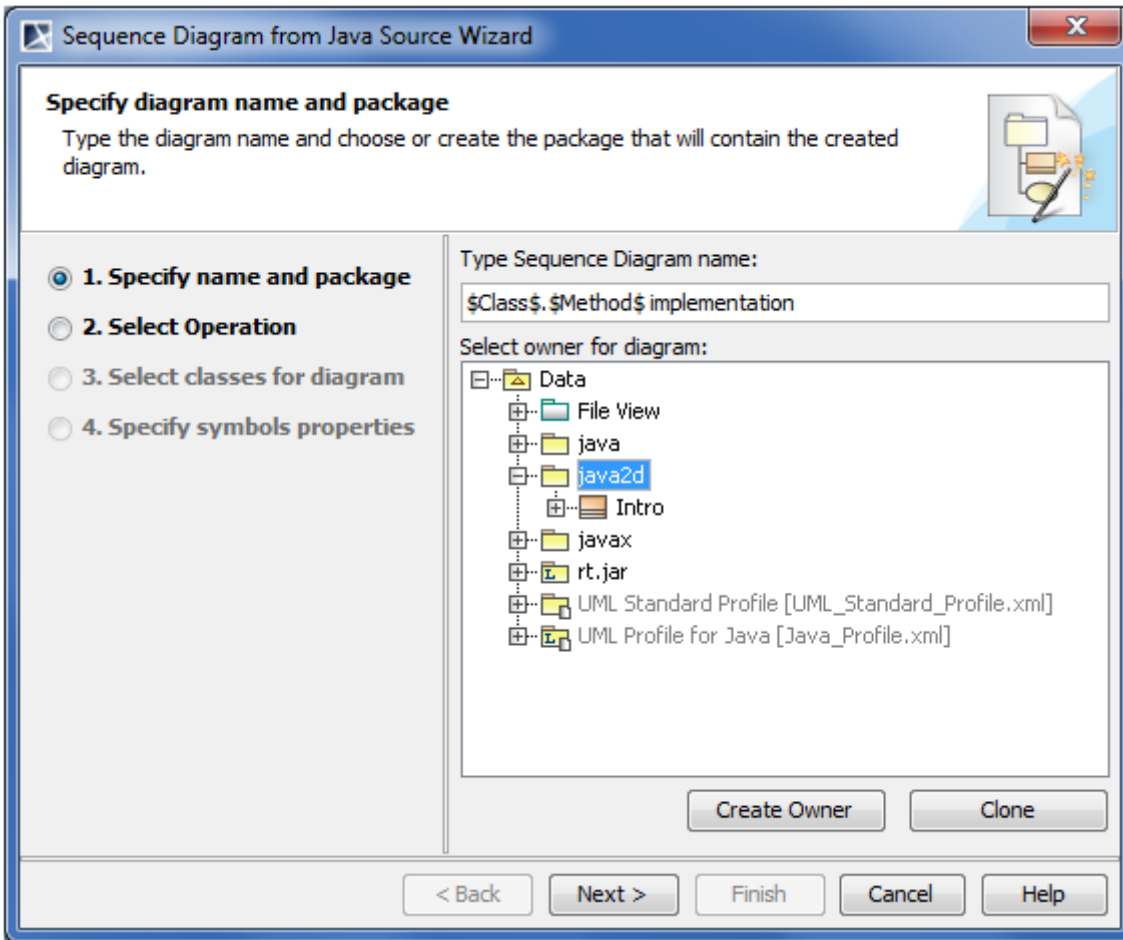 Sequence Diagram from Java Source Wizard
Specify diagram name and package
Type the diagram name and choose or create the package that will contain the created
diagram.
1. Specify name and package
2. Select Operation
3. Select classes for diagram
4. Specify symbols properties
Type Sequence Diagram name:
$Class$.$Method$ implementation
Select owner for diagram:
Data
File View
java
java2d
Intro
javax
rt.jar
UML Standard Profile [UML_Standard_Profile.xml]
UML Profile for Java [Java_Profile.xml]
Create Owner
Clone
< Back
Next >
Finish
Cancel
Help